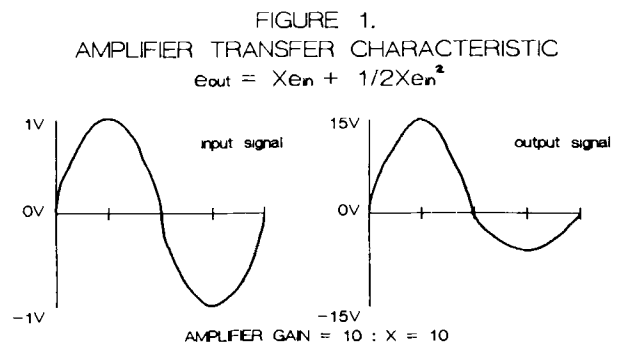 FIGURE 1.
AMPLIFIER TRANSFER CHARACTERISTIC
eout = Xein + 1/2Xein²
1V
input signal
0V
-1V
15V
output signal
0V
-15V
AMPLIFIER GAIN = 10 : X = 10